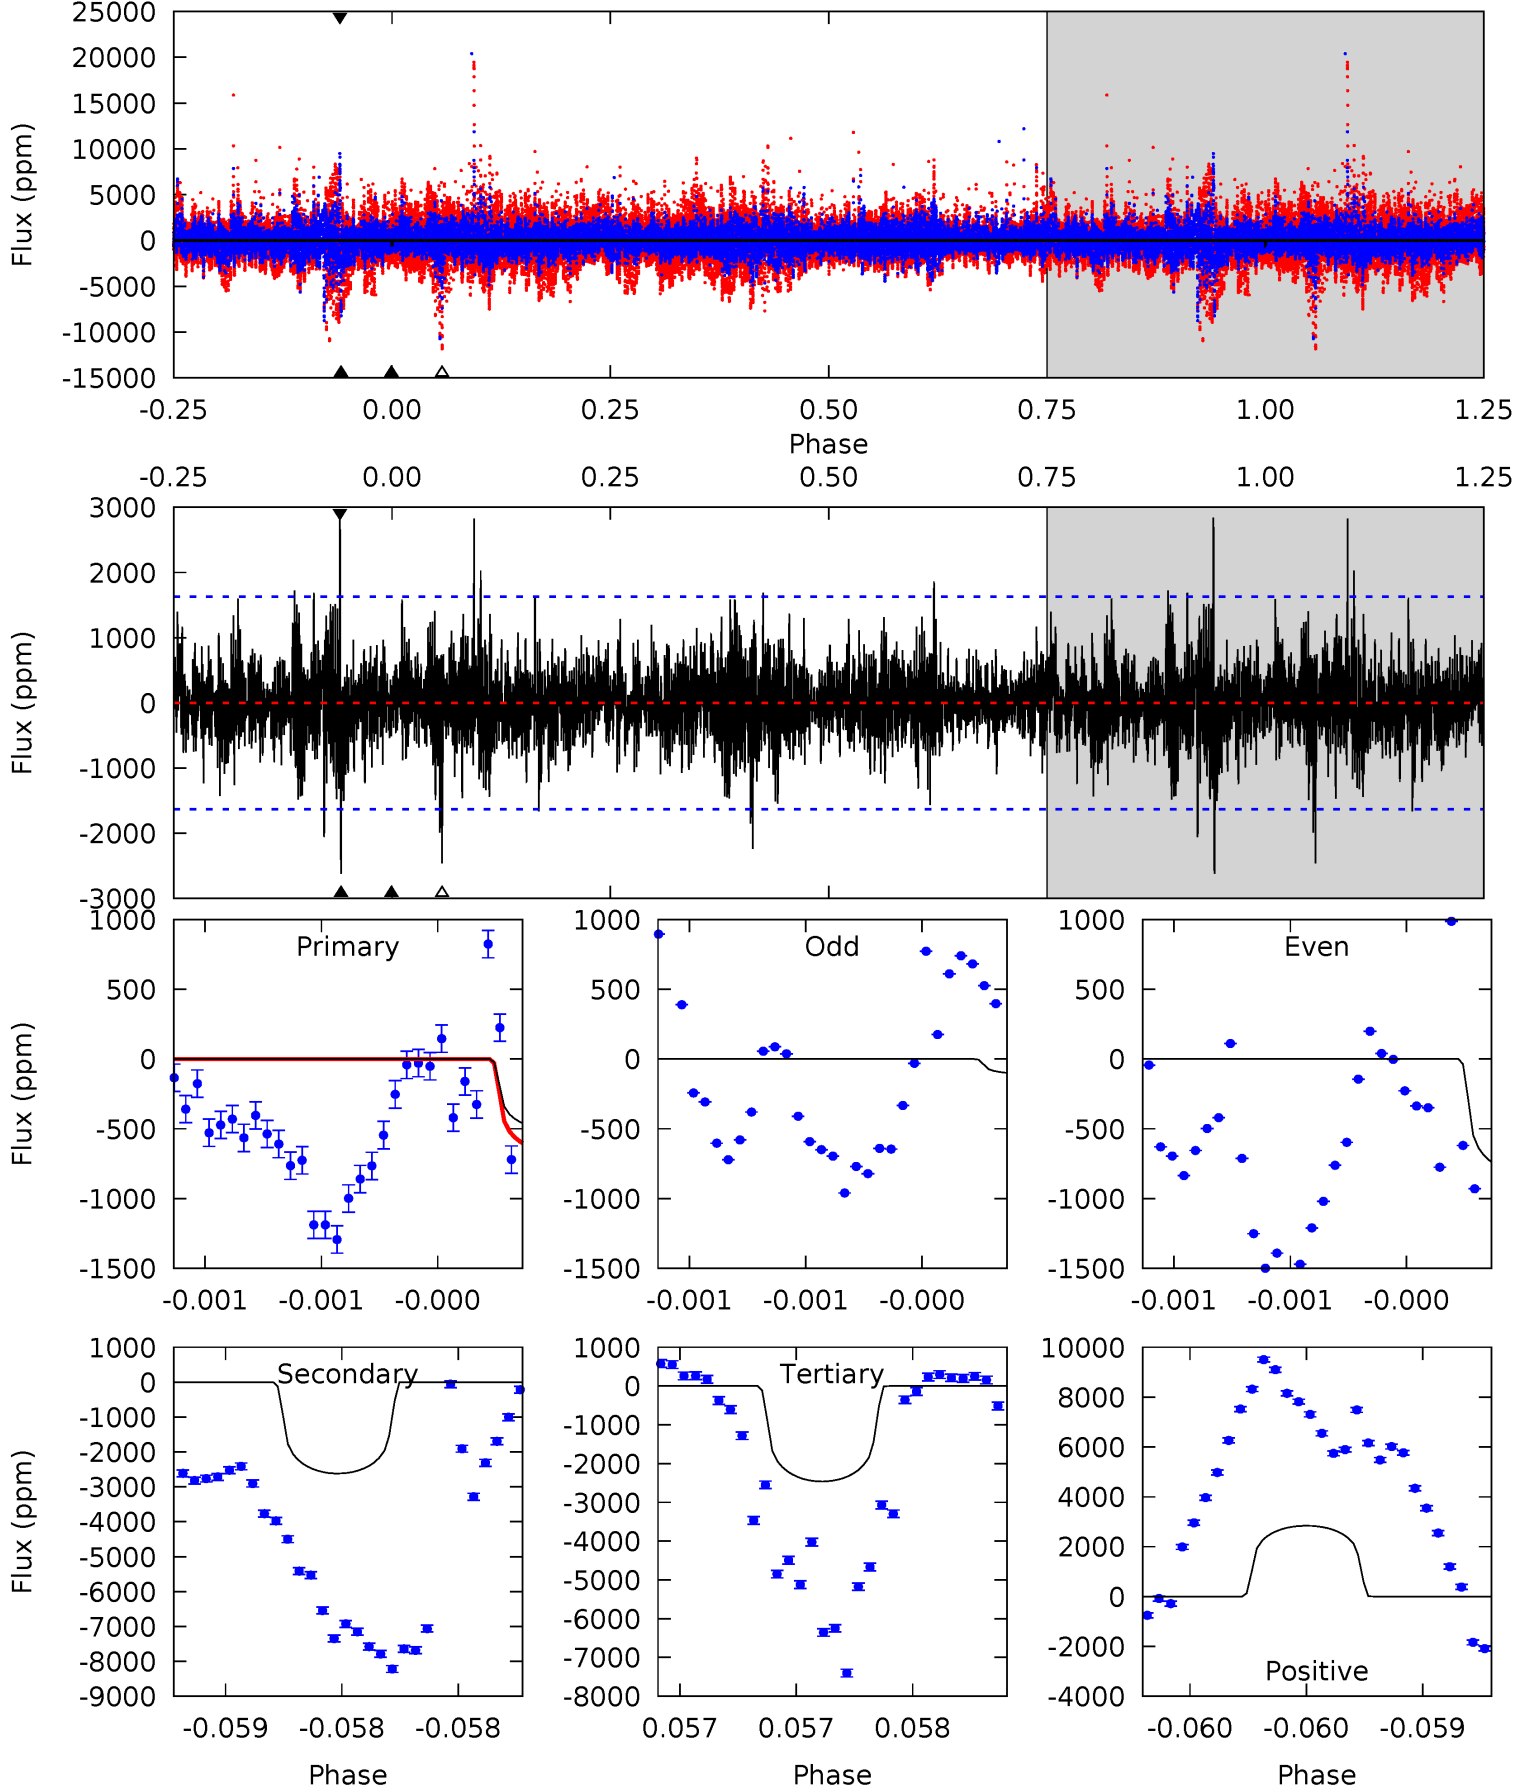 25000
20000
15000
10000
5000
0
-5000
-10000
-15000
Flux (ppm)
-0.25 0.00 0.25 0.50 0.75 1.00 1.25
Phase
-0.25 0.00 0.25 0.50 0.75 1.00 1.25
3000
2000
1000
0
-1000
-2000
-3000
Flux (ppm)
Primary
1000
500
0
-500
-1000
-1500
Flux (ppm)
-0.001 -0.001 -0.000
Odd
1000
500
0
-500
-1000
-1500
-0.001 -0.001 -0.000
Even
1000
500
0
-500
-1000
-1500
-0.001 -0.001 -0.000
Secondary
1000
0
-1000
-2000
-3000
-4000
-5000
-6000
-7000
-8000
-9000
Flux (ppm)
-0.059 -0.058 -0.058
Phase
Tertiary
1000
0
-1000
-2000
-3000
-4000
-5000
-6000
-7000
-8000
0.057 0.057 0.058
Phase
10000
8000
6000
4000
2000
0
-2000
-4000
Positive
-0.060 -0.060 -0.059
Phase